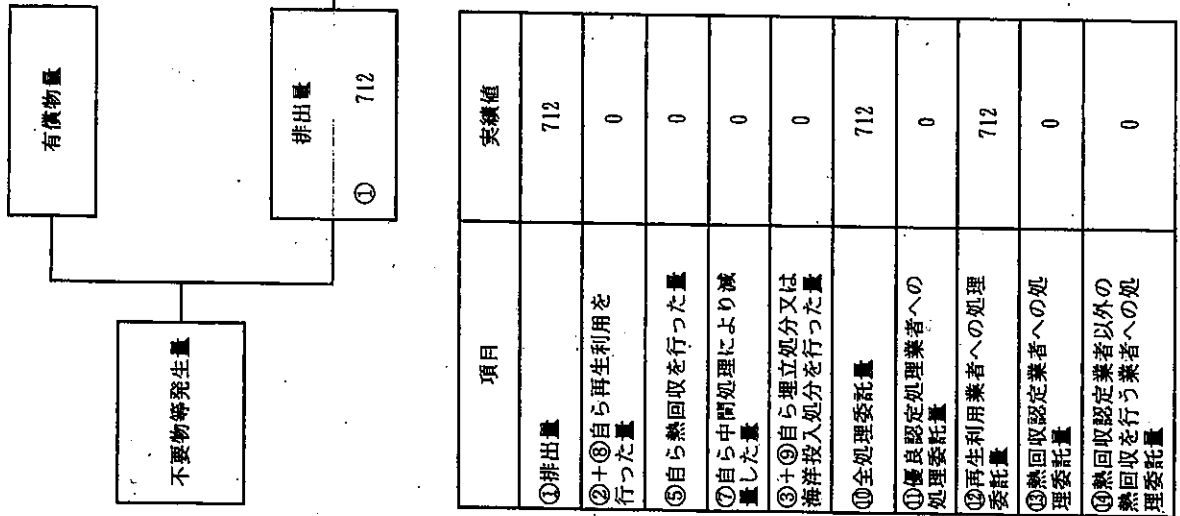 不要物等発生量
有償物量
排出量
① 712
項目
実績値
①排出量
712
②+⑧自ら再生利用を
行った量
0
⑤自ら熱回収を行った量
0
⑦自ら中間処理により減
量した量
0
③+⑨自ら埋立処分又は
海洋投入処分を行った量
0
⑩全処理委託量
712
⑪優良認定処理業者への
処理委託量
0
⑫再生利用業者への処理
委託量
712
⑬熱回収認定業者への処
理委託量
0
⑭熱回収認定業者以外の
熱回収を行う業者への処
理委託量
0